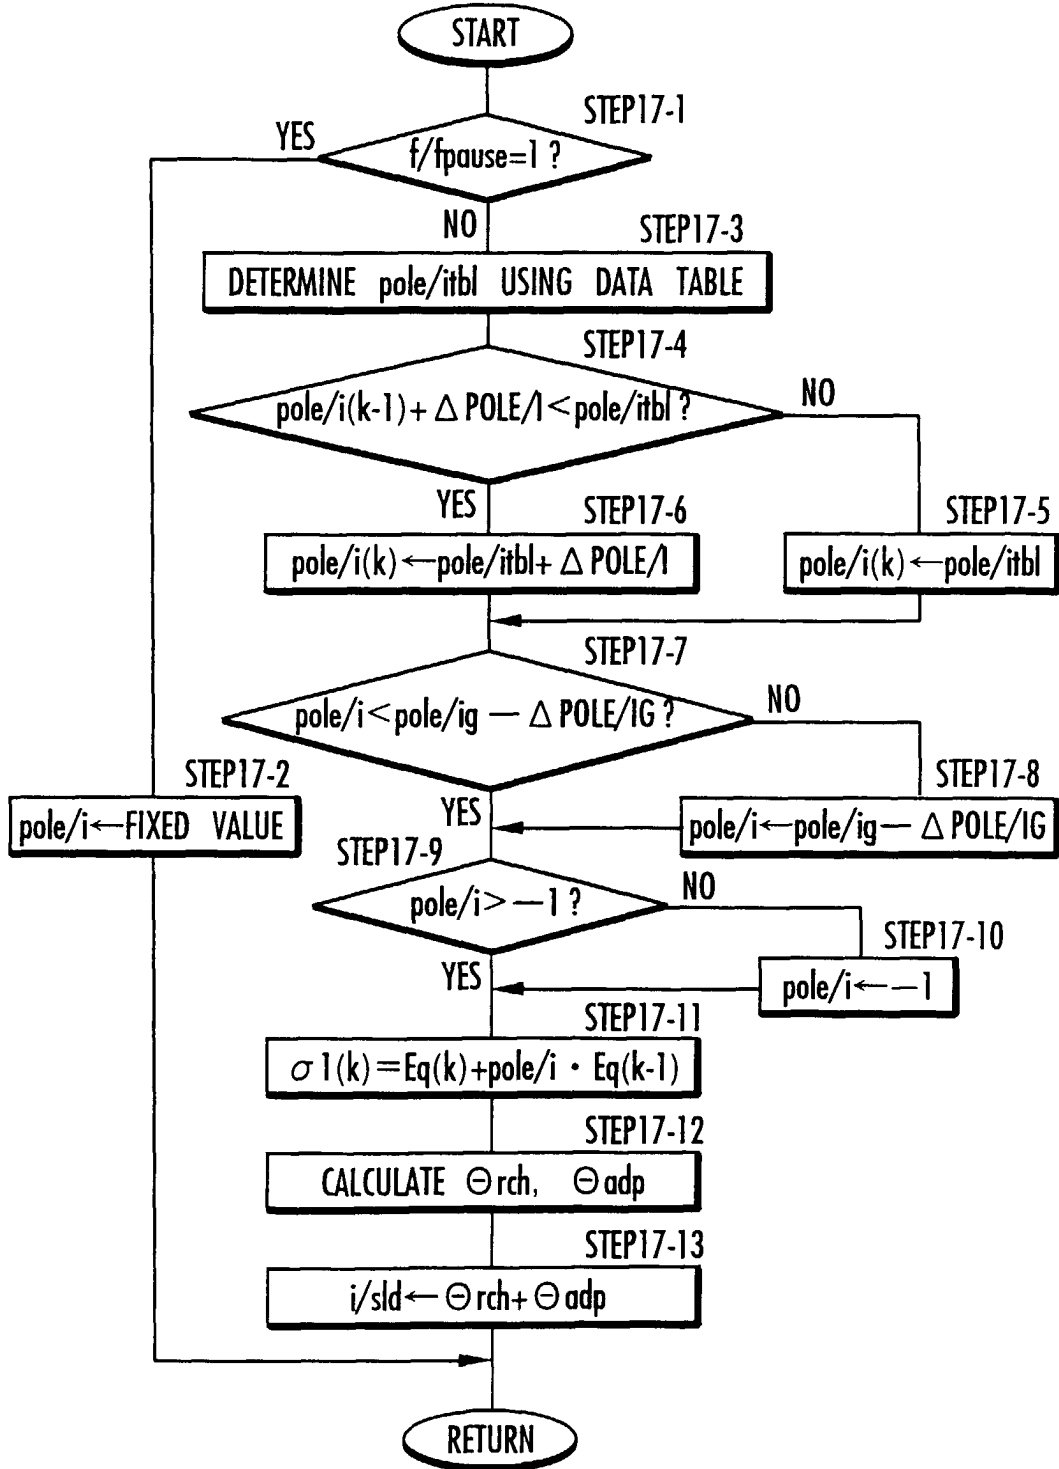 START
STEP17-1
YES
f/fpause=1 ?
NO
STEP17-3
DETERMINE pole/itbl USING DATA TABLE
STEP17-4
pole/i(k-1)+ΔPOLE/I<pole/itbl ?
NO
YES
STEP17-6
STEP17-5
pole/i(k)←pole/itbl+ΔPOLE/I
pole/i(k)←pole/itbl
STEP17-7
pole/i<pole/ig—ΔPOLE/IG ?
NO
STEP17-2
STEP17-8
pole/i←FIXED VALUE
YES
pole/i←pole/ig—ΔPOLE/IG
STEP17-9
pole/i>—1 ?
NO
STEP17-10
YES
pole/i←—1
STEP17-11
σ1(k)=Eq(k)+pole/i・Eq(k-1)
STEP17-12
CALCULATE Θrch, Θadp
STEP17-13
i/sld←Θrch+Θadp
RETURN